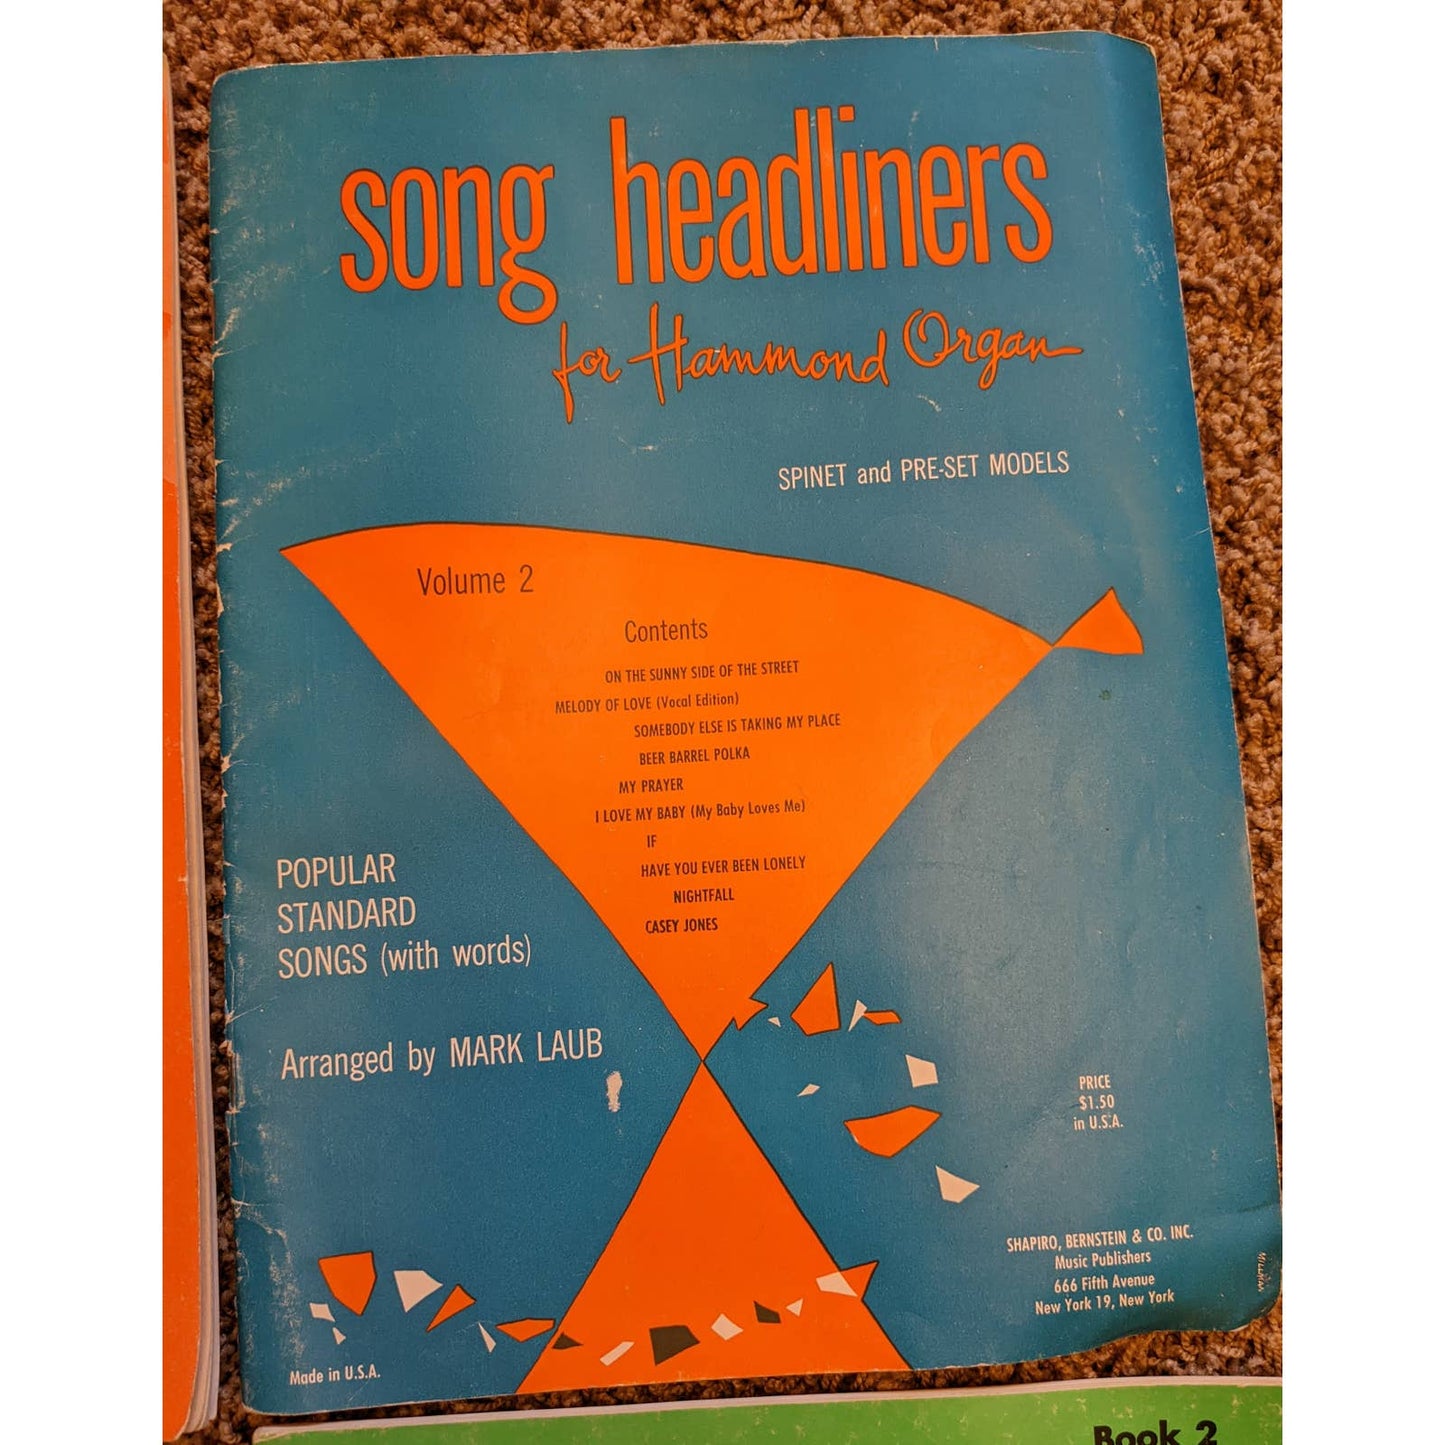 song headliners
for Hammond Organ
SPINET and PRE-SET MODELS
Volume 2
Contents
ON THE SUNNY SIDE OF THE STREET
MELODY OF LOVE (Vocal Edition)
SOMEBODY ELSE IS TAKING MY PLACE
BEER BARREL POLKA
MY PRAYER
I LOVE MY BABY (My Baby Loves Me)
IF
HAVE YOU EVER BEEN LONELY
NIGHTFALL
CASEY JONES
POPULAR
STANDARD
SONGS (with words)
Arranged by MARK LAUB
PRICE
$1.50
in U.S.A.
SHAPIRO, BERNSTEIN & CO. INC.
Music Publishers
666 Fifth Avenue
New York 19, New York
Made in U.S.A.
Book 2